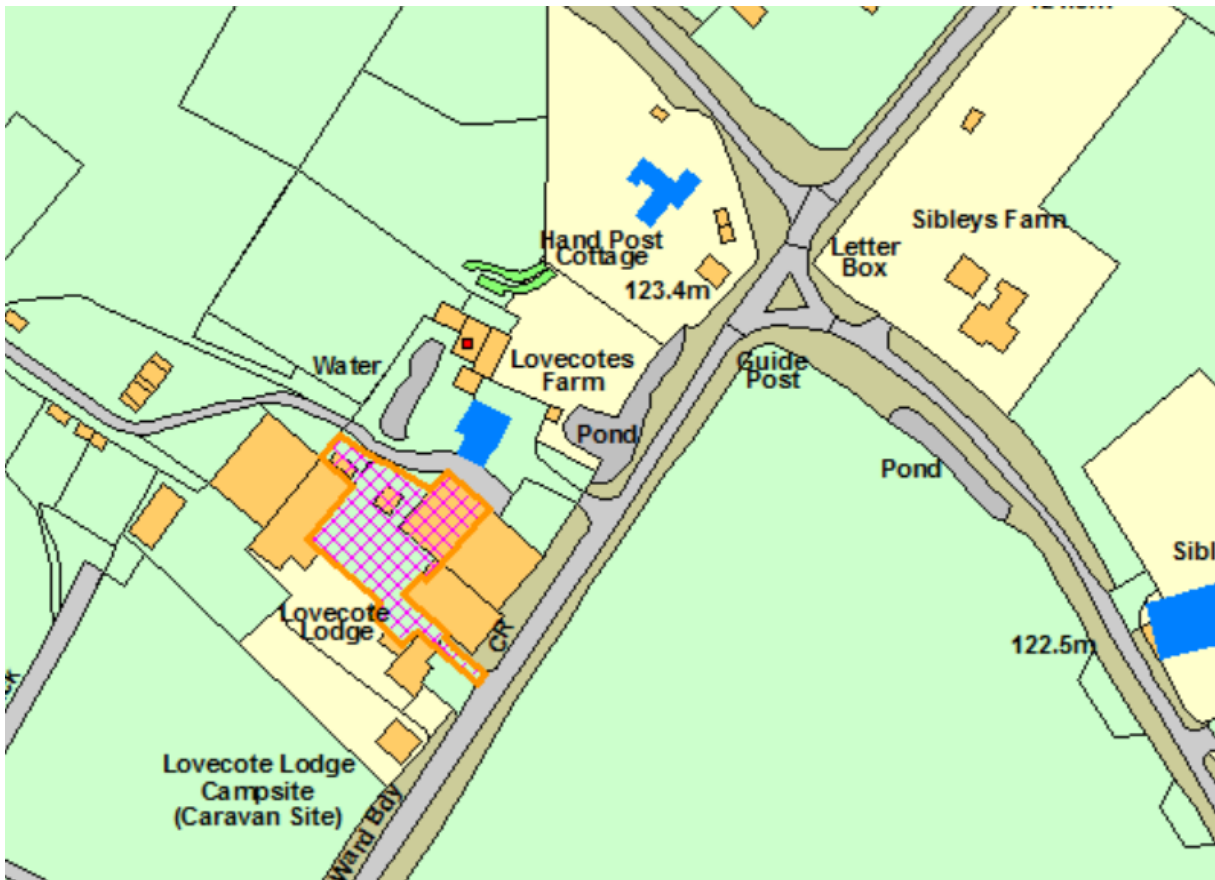 Sibleys Farm
Hand Post
Cottage
Letter
Box
123.4m
Water
Lovecotes
Farm
Guide
Post
Pond
Pond
Sibl
Lovecote
Lodge
CR
122.5m
Lovecote Lodge
Campsite
(Caravan Site)
Ward Bdy